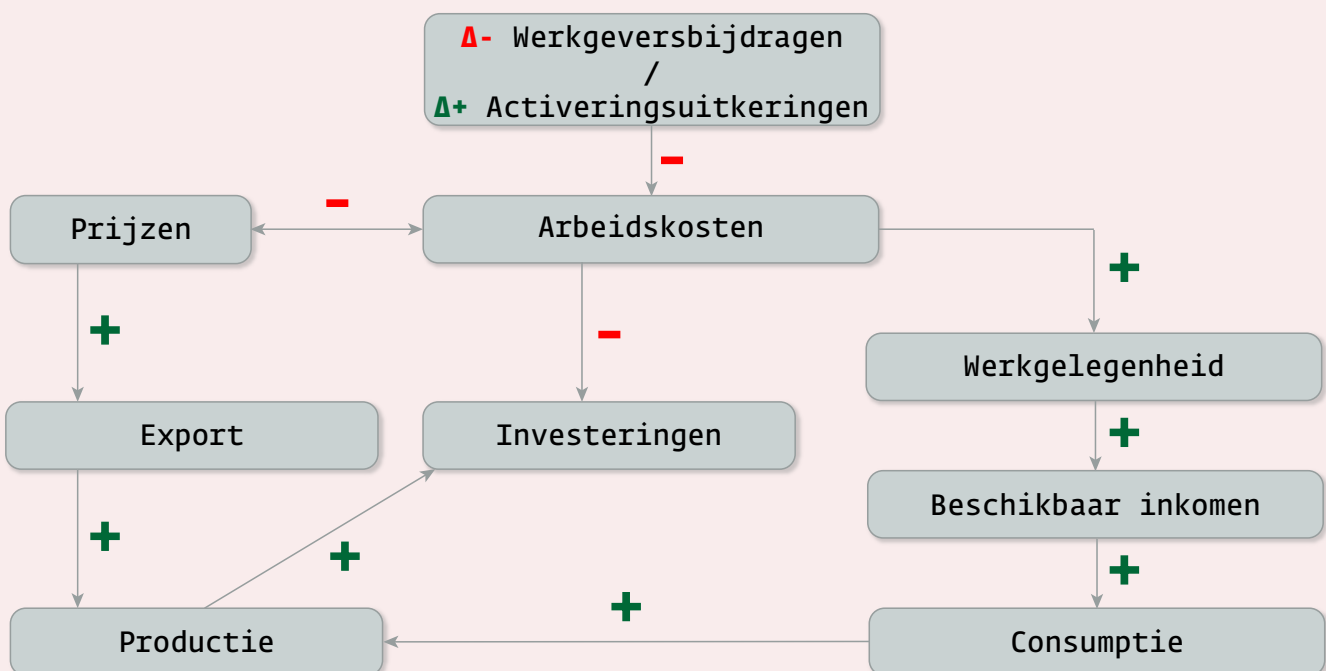 Δ- Werkgeversbijdragen
/
Δ+ Activeringsuitkeringen
-
- 
Prijzen
Arbeidskosten
+
+
-
Werkgelegenheid
Export
Investeringen
+
Beschikbaar inkomen
+
+
+
+
Productie
Consumptie